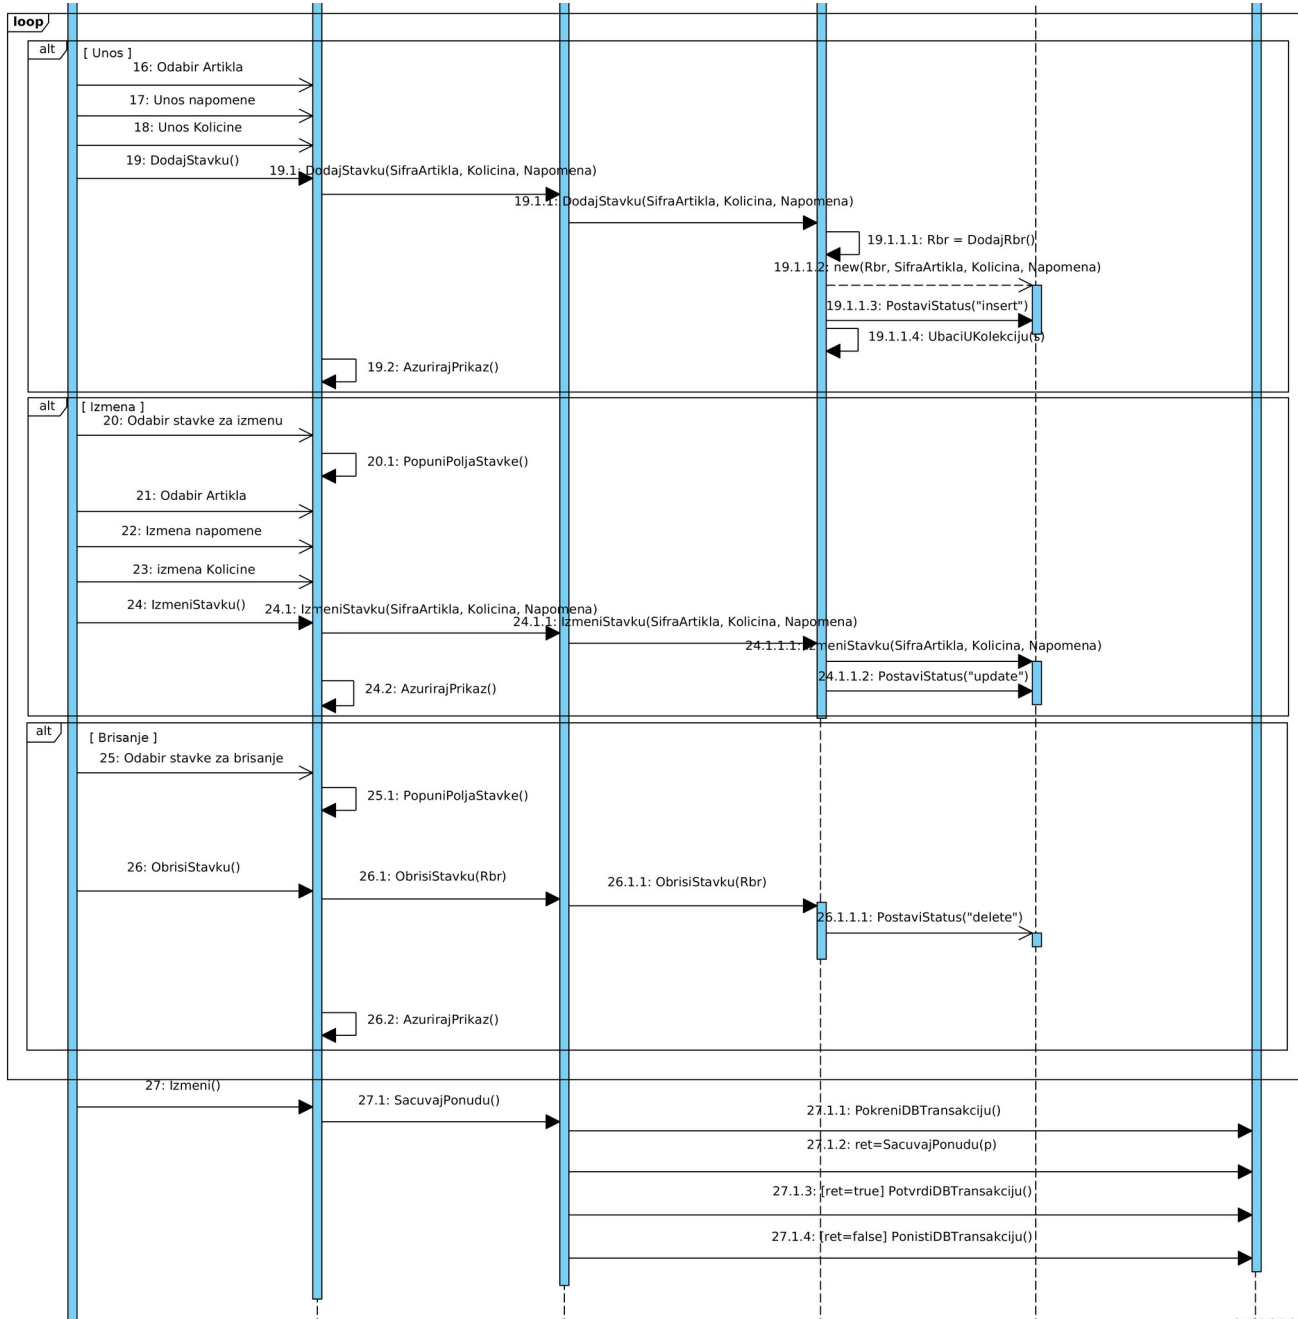 loop
alt
[ Unos ]
16: Odabir Artikla
17: Unos napomene
18: Unos Kolicine
19: DodajStavku()
19.1: DodajStavku(SifraArtikla, Kolicina, Napomena)
19.1.1: DodajStavku(SifraArtikla, Kolicina, Napomena)
19.1.1.1: Rbr = DodajRbr()
19.1.1.2: new(Rbr, SifraArtikla, Kolicina, Napomena)
19.1.1.3: PostaviStatus("insert")
19.1.1.4: UbaciUKolekciju(s)
19.2: AzurirajPrikaz()
alt
[ Izmena ]
20: Odabir stavke za izmenu
20.1: PopuniPoljaStavke()
21: Odabir Artikla
22: Izmena napomene
23: izmena Kolicine
24: IzmeniStavku()
24.1: IzmeniStavku(SifraArtikla, Kolicina, Napomena)
24.1.1: IzmeniStavku(SifraArtikla, Kolicina, Napomena)
24.1.1.1: IzmeniStavku(SifraArtikla, Kolicina, Napomena)
24.1.1.2: PostaviStatus("update")
24.2: AzurirajPrikaz()
alt
[ Brisanje ]
25: Odabir stavke za brisanje
25.1: PopuniPoljaStavke()
26: ObrisiStavku()
26.1: ObrisiStavku(Rbr)
26.1.1: ObrisiStavku(Rbr)
26.1.1.1: PostaviStatus("delete")
26.2: AzurirajPrikaz()
27: Izmeni()
27.1: SacuvajPonudu()
27.1.1: PokreniDBTransakciju()
27.1.2: ret=SacuvajPonudu(p)
27.1.3: [ret=true] PotvrdiDBTransakciju()
27.1.4: [ret=false] PonistiDBTransakciju()